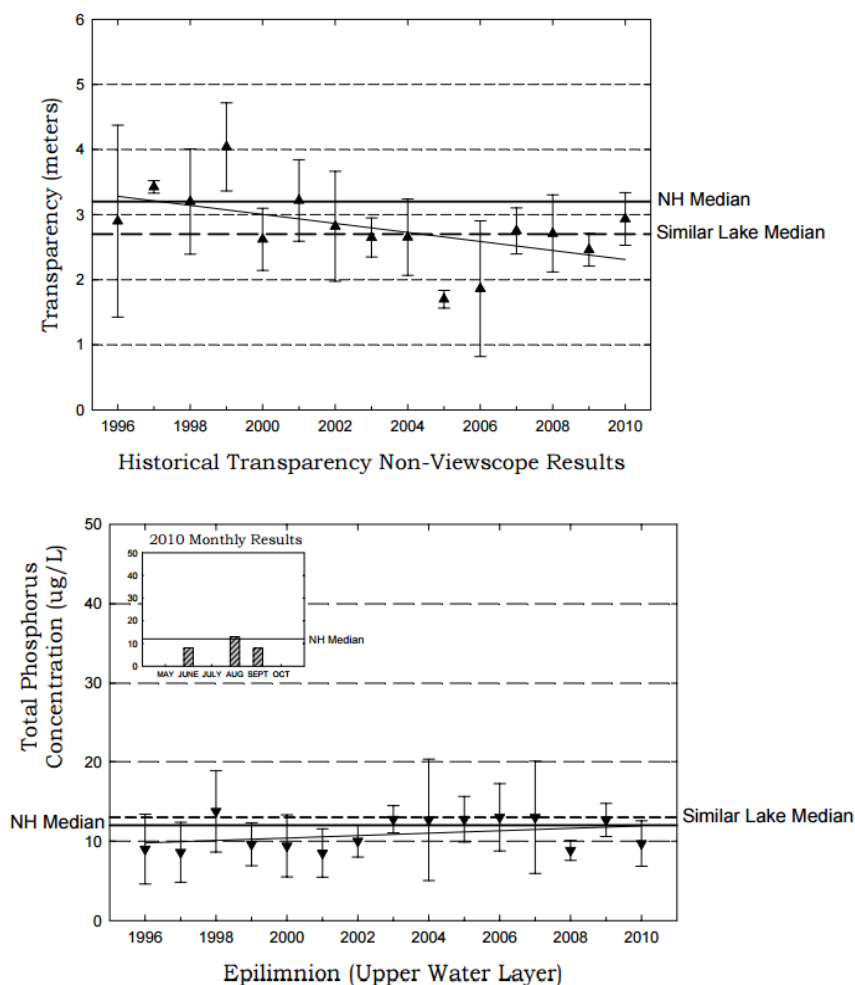 6
5
4
3
2
1
0
Transparency (meters)
NH Median
Similar Lake Median
1996 1998 2000 2002 2004 2006 2008 2010
Historical Transparency Non-Viewscope Results
50
40
30
20
10
0
Total Phosphorus
Concentration (ug/L)
2010 Monthly Results
50
40
30
20
10
0
NH Median
MAY JUNE JULY AUG SEPT OCT
NH Median
Similar Lake Median
1996 1998 2000 2002 2004 2006 2008 2010
Epilimnion (Upper Water Layer)